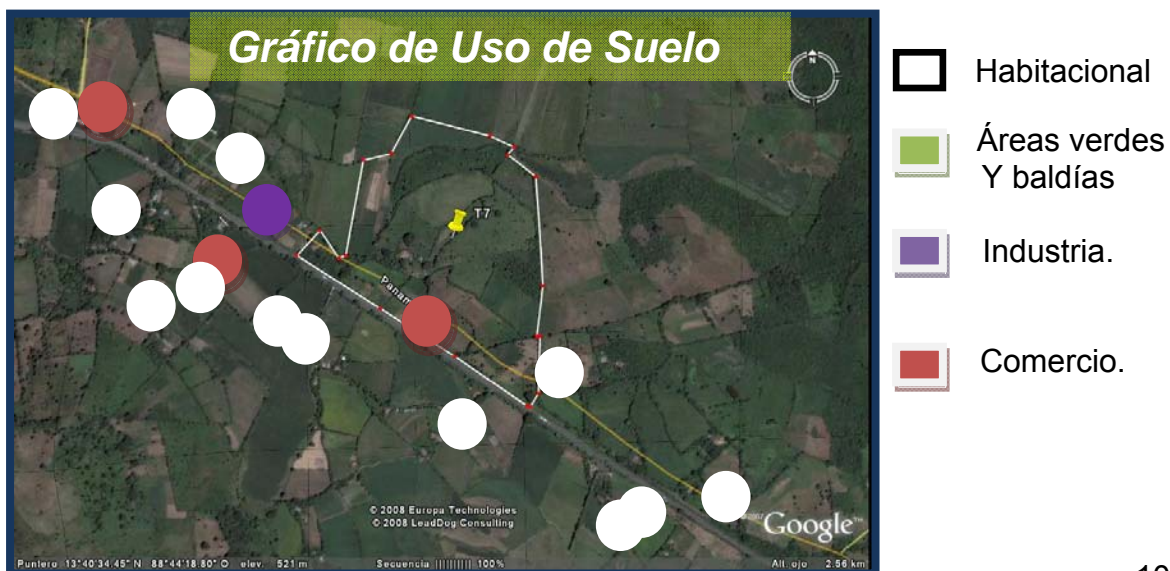 Gráfico de Uso de Suelo
N
Habitacional
Áreas verdes
Y baldías
Industria.
Comercio.
T7
Panam
© 2008 Europa Technologies
© 2008 LeadDog Consulting
Google™
Puntero 13°40'34.45" N 88°44'18.80" O elev. 521 m Secuencia |||||||||| 100% Alt. ojo 2.56 km